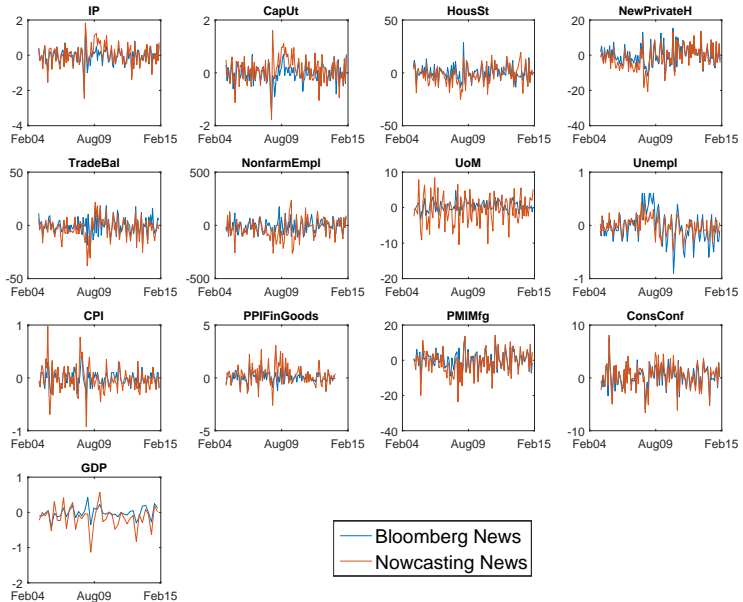 IP CapUt HousSt NewPrivateH
2 2 50 20
0 0 0 0
-2 -20
-4 -2 -50 -40
Feb04 Aug09 Feb15 Feb04 Aug09 Feb15 Feb04 Aug09 Feb15 Feb04 Aug09 Feb15
TradeBal NonfarmEmpl UoM Unempl
50 500 10 1
0 0 0 0
-10
-50 -500 -20 -1
Feb04 Aug09 Feb15 Feb04 Aug09 Feb15 Feb04 Aug09 Feb15 Feb04 Aug09 Feb15
CPI PPIFinGoods PMIMfg ConsConf
1 5 20 10
0 0 0 0
-20
-1 -5 -40 -10
Feb04 Aug09 Feb15 Feb04 Aug09 Feb15 Feb04 Aug09 Feb15 Feb04 Aug09 Feb15
GDP
1
0
-1
-2
Feb04 Aug09 Feb15
Bloomberg News
Nowcasting News